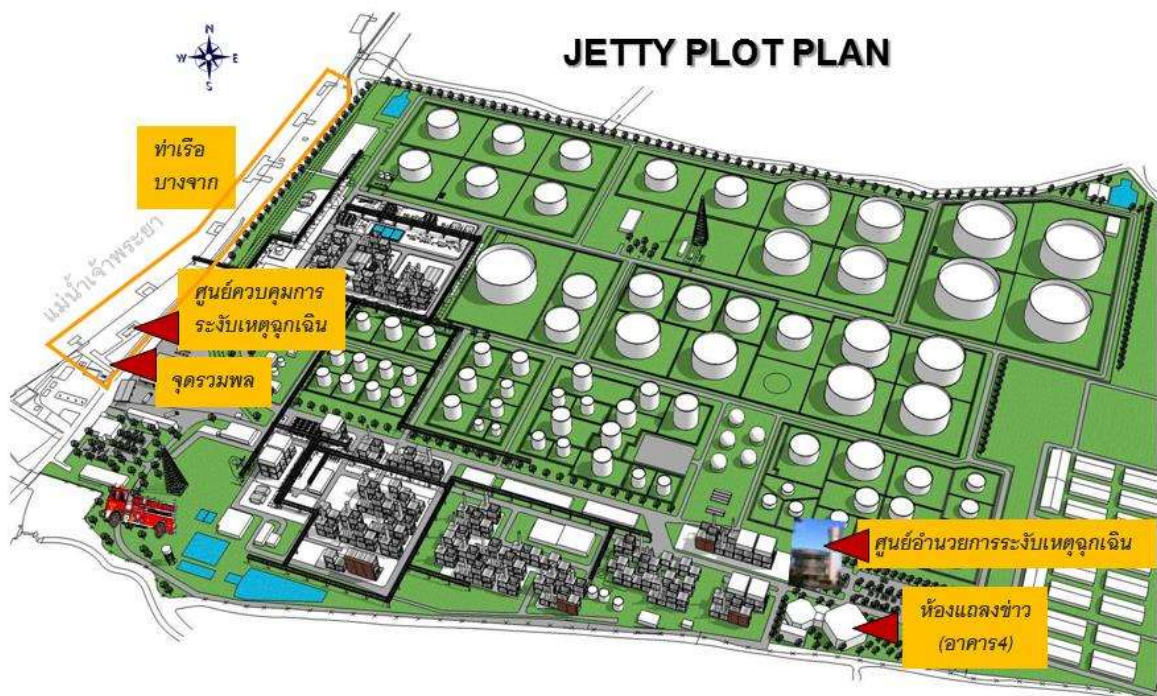 N
W E
S
JETTY PLOT PLAN
ท่าเรือ
บางจาก
แม่น้ำเจ้าพระยา
ศูนย์ควบคุมการ
ระงับเหตุฉุกเฉิน
จุดรวมพล
ศูนย์อำนวยการระงับเหตุฉุกเฉิน
ห้องแถลงข่าว
(อาคาร4)